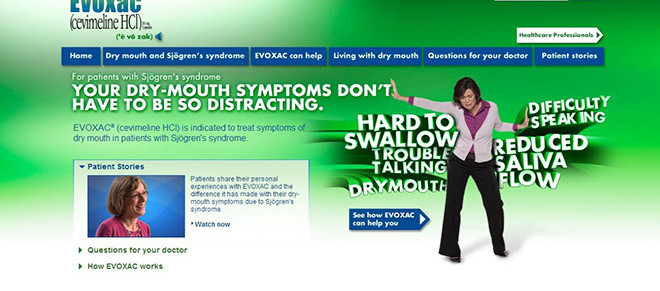 EVOXAC®
(cevimeline HCl)
('ē vō zak)
Healthcare Professionals
Home
Dry mouth and Sjögren's syndrome
EVOXAC can help
Living with dry mouth
Questions for your doctor
Patient stories
For patients with Sjögren's syndrome
YOUR DRY-MOUTH SYMPTOMS DON'T
HAVE TO BE SO DISTRACTING.
EVOXAC® (cevimeline HCl) is indicated to treat symptoms of
dry mouth in patients with Sjögren's syndrome.
Patient Stories
Patients share their personal
experiences with EVOXAC and the
difference it has made with their dry-
mouth symptoms due to Sjögren's
syndrome.
Watch now
Questions for your doctor
How EVOXAC works
HARD TO
SWALLOW
TROUBLE
TALKING
DRYMOUTH
DIFFICULTY
SPEAKING
REDUCED
SALIVA
FLOW
See how EVOXAC
can help you